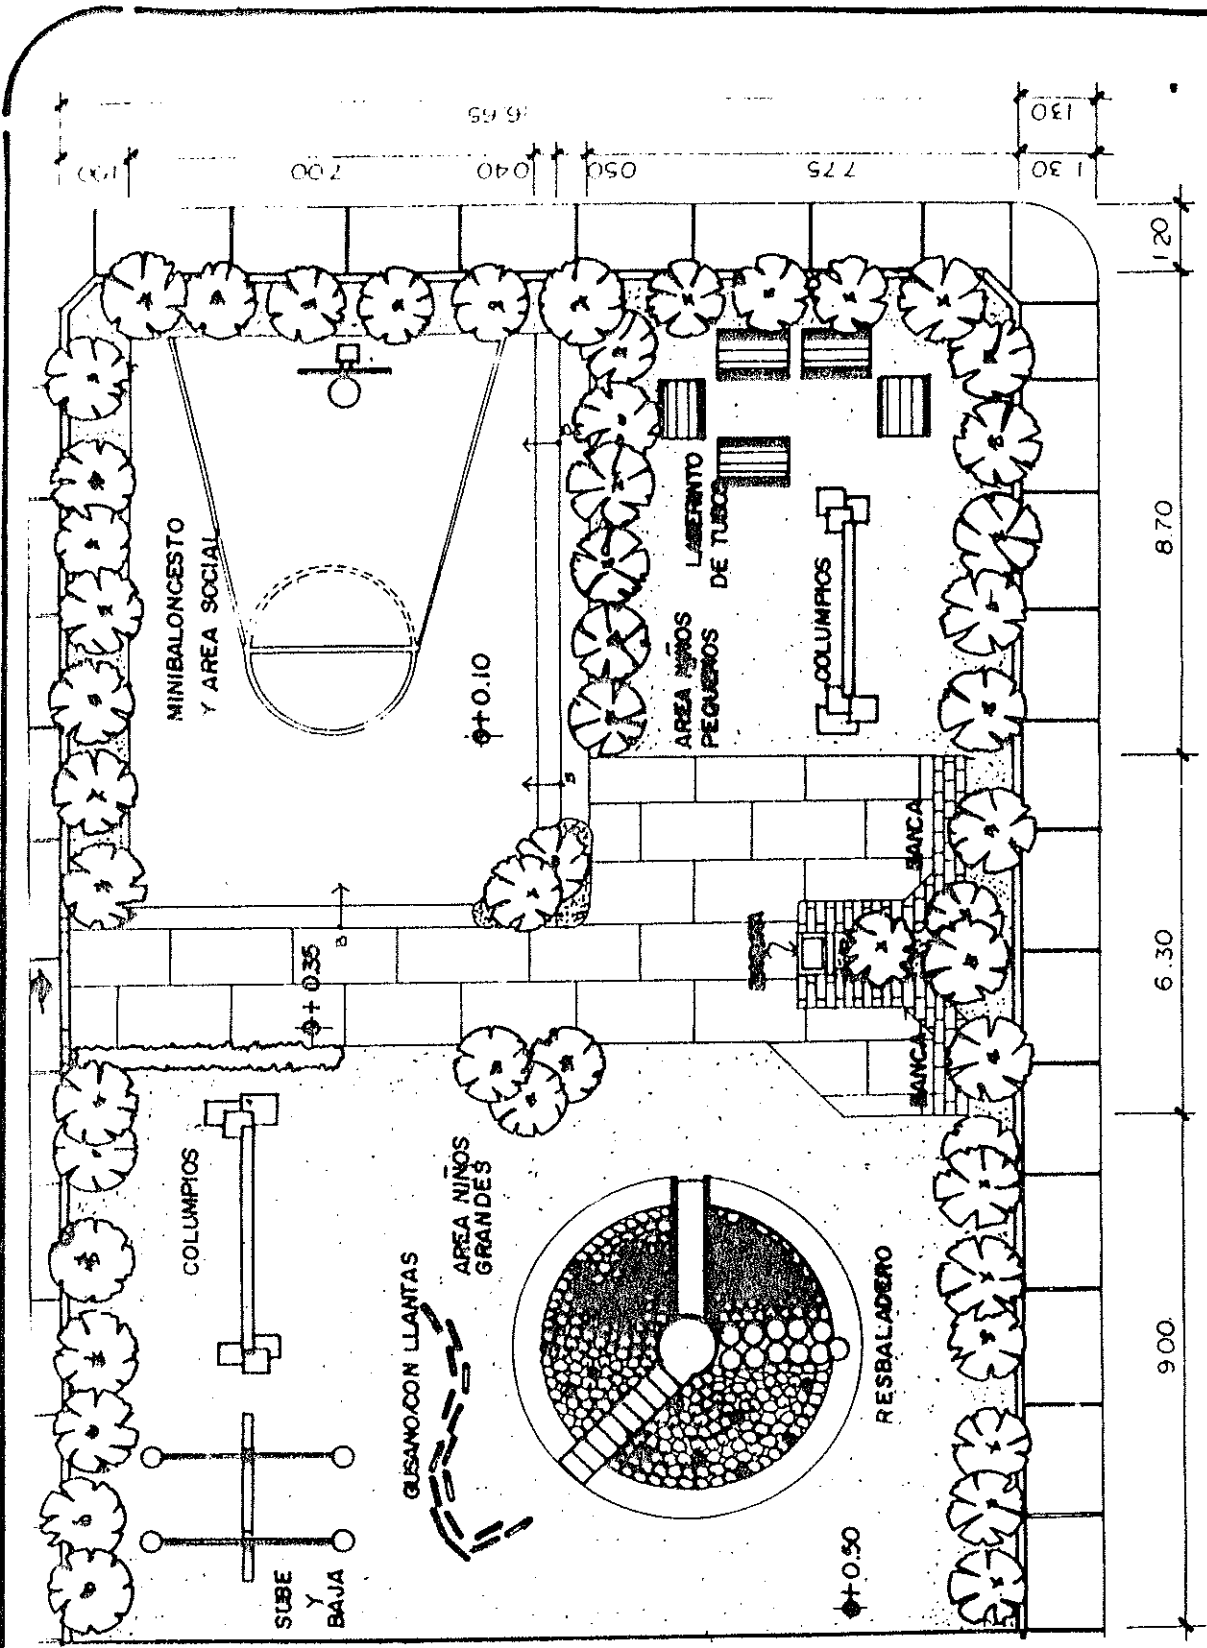 MINIBALONCESTO
Y AREA SOCIAL
+0.10
LABERINTO
DE TUBOS
AREA NIÑOS
PEQUEÑOS
COLUMPIOS
BANCA
BANCA
+0.35
B
B
B
COLUMPIOS
AREA NIÑOS
GRANDES
GUSANO/CON LLANTAS
RESBALADERO
SUBE
Y
BAJA
+0.50
1.00
7.00
0.40
0.50
7.75
1.30
16.65
1.30
9.00
6.30
8.70
1.20